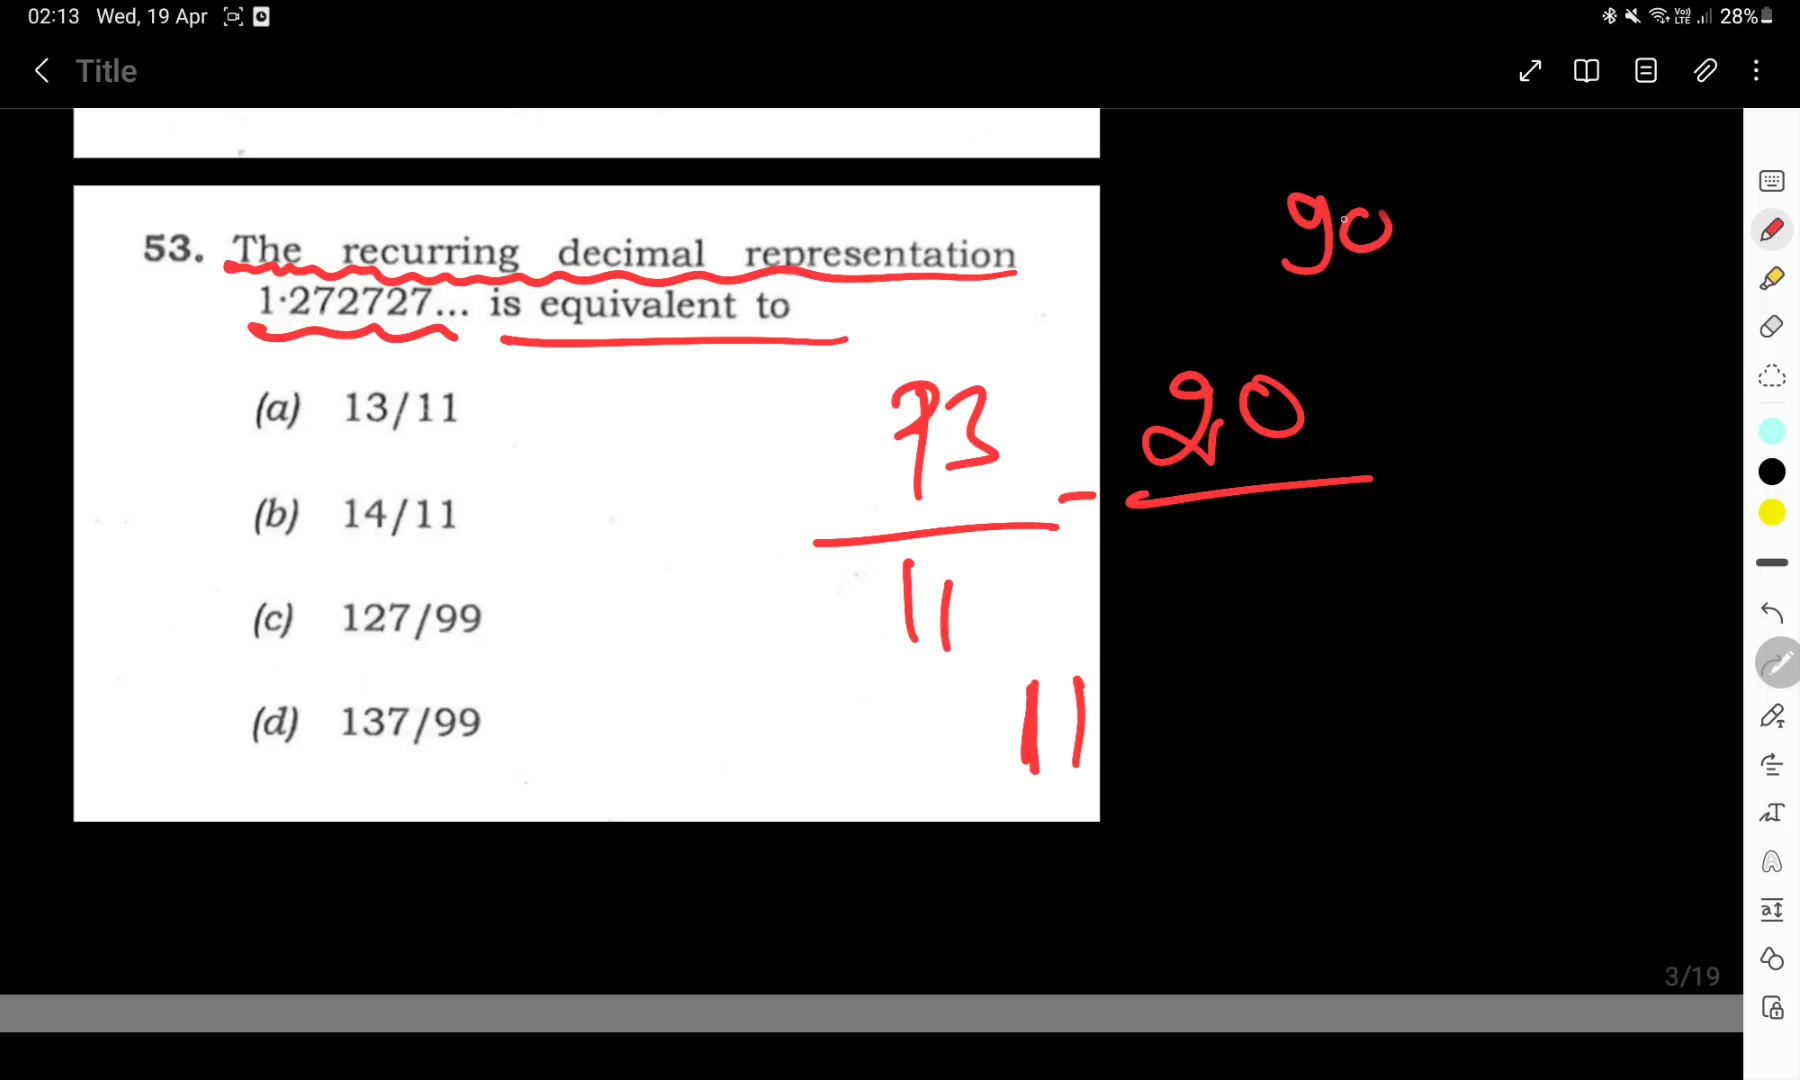 02:13 Wed, 19 Apr 28%
Title
53. The recurring decimal representation
1·272727... is equivalent to
(a) 13/11
(b) 14/11
(c) 127/99
(d) 137/99
90
20
11
11
3/19